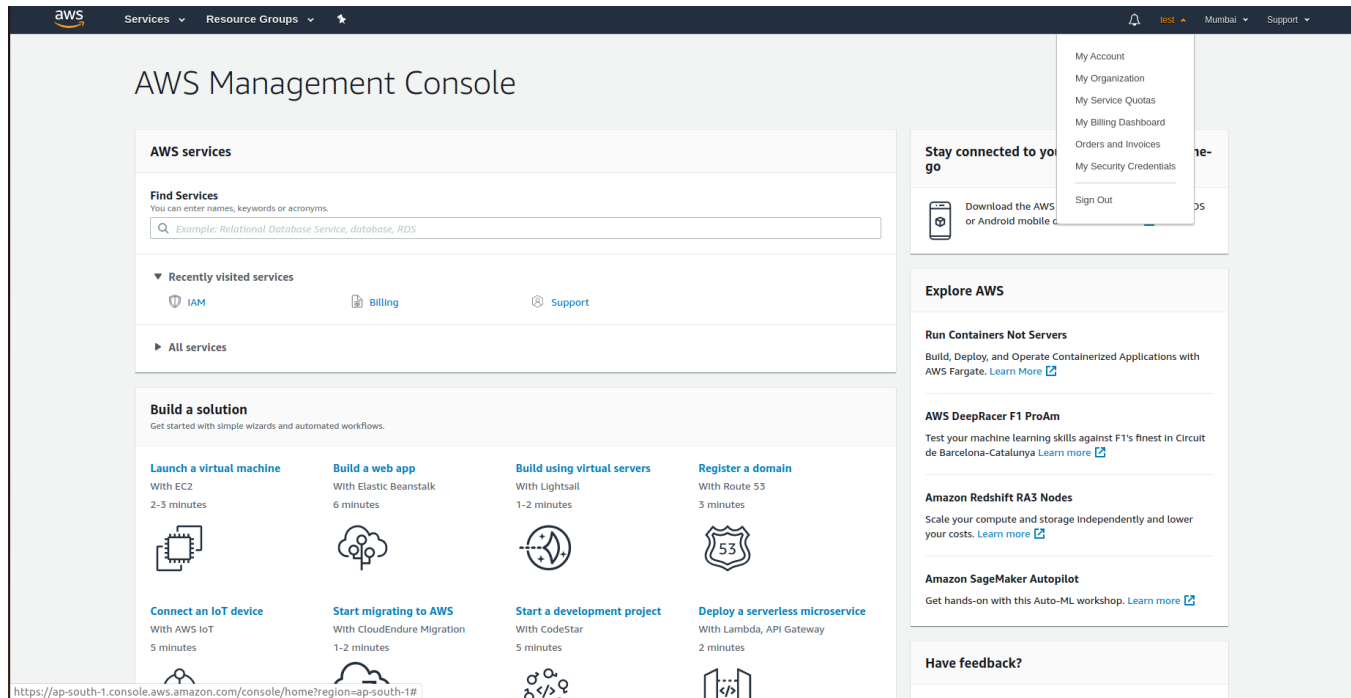 aws
Services
Resource Groups
test
Mumbai
Support
My Account
My Organization
My Service Quotas
My Billing Dashboard
Orders and Invoices
My Security Credentials
Sign Out
AWS Management Console
AWS services
Find Services
You can enter names, keywords or acronyms.
Example: Relational Database Service, database, RDS
Recently visited services
IAM
Billing
Support
All services
Build a solution
Get started with simple wizards and automated workflows.
Launch a virtual machine
With EC2
2-3 minutes
Build a web app
With Elastic Beanstalk
6 minutes
Build using virtual servers
With Lightsail
1-2 minutes
Register a domain
With Route 53
3 minutes
53
Connect an IoT device
With AWS IoT
5 minutes
Start migrating to AWS
With CloudEndure Migration
1-2 minutes
Start a development project
With CodeStar
5 minutes
Deploy a serverless microservice
With Lambda, API Gateway
2 minutes
Stay connected to
go
Download the AWS
or Android mobile
Explore AWS
Run Containers Not Servers
Build, Deploy, and Operate Containerized Applications with
AWS Fargate. Learn More
AWS DeepRacer F1 ProAm
Test your machine learning skills against F1's finest in Circuit
de Barcelona-Catalunya Learn more
Amazon Redshift RA3 Nodes
Scale your compute and storage independently and lower
your costs. Learn more
Amazon SageMaker Autopilot
Get hands-on with this Auto-ML workshop. Learn more
Have feedback?
https://ap-south-1.console.aws.amazon.com/console/home?region=ap-south-1#